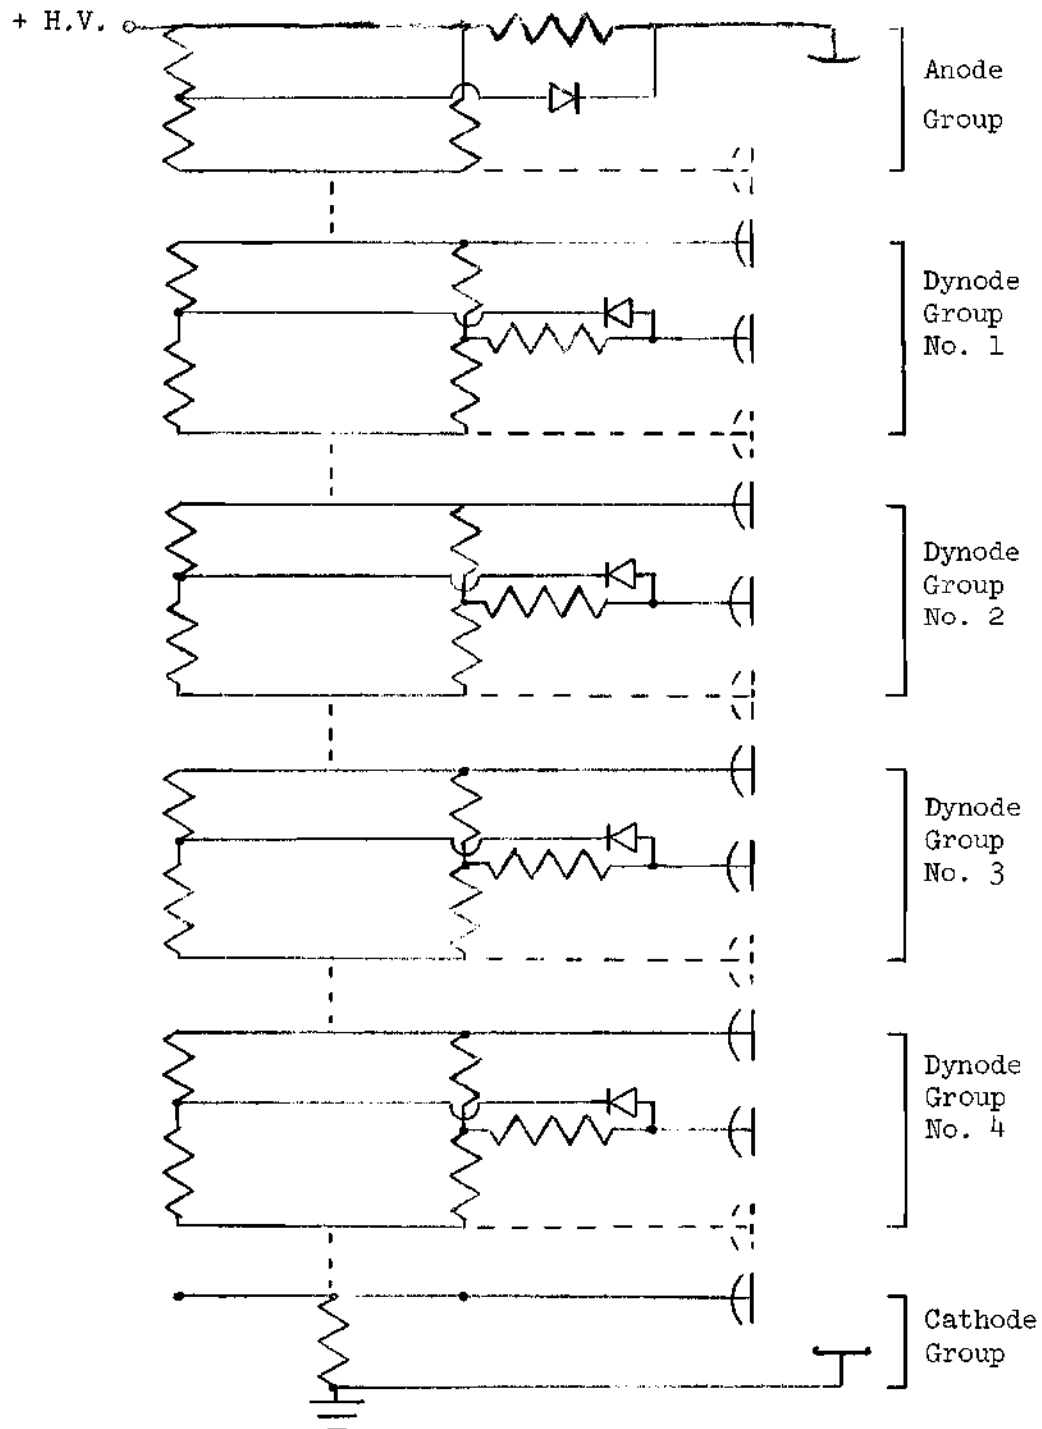 + H.V.
Anode
Group
Dynode
Group
No. 1
Dynode
Group
No. 2
Dynode
Group
No. 3
Dynode
Group
No. 4
Cathode
Group